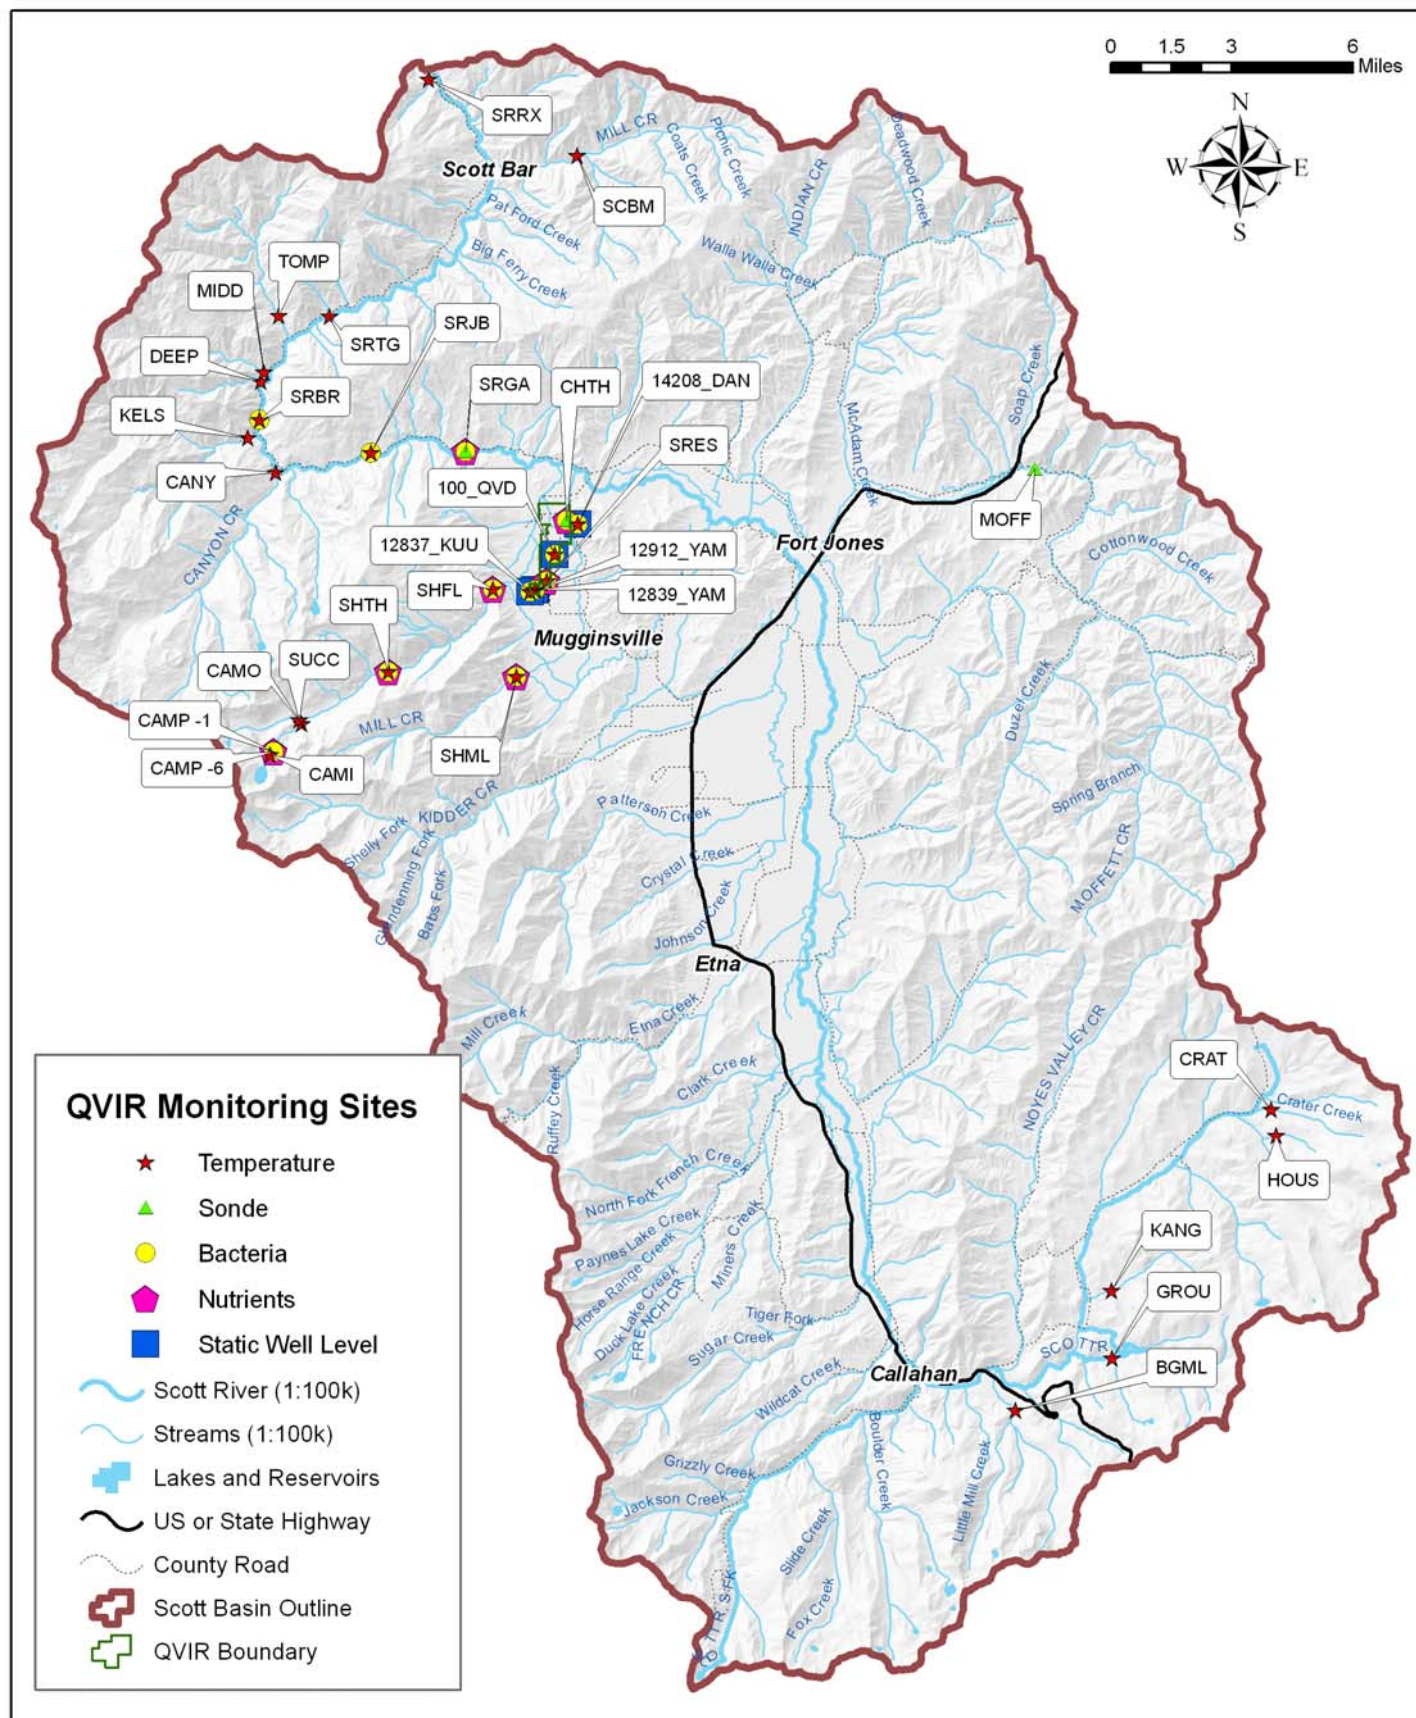 0 1.5 3 6
Miles
N
W E
S
SRRX
MILL CR
Coats Creek
Picnic Creek
Deadwood Creek
Scott Bar
SCBM
INDIAN CR
Pat Ford Creek
Walla Walla Creek
Big Ferry Creek
TOMP
MIDD
SRTG
SRJB
DEEP
SRBR
SRGA
CHTH
14208_DAN
Soap Creek
KELS
McAdam Creek
SRES
CANY
100_QVD
MOFF
CANYON CR
12837_KUU
12912_YAM
Fort Jones
Cottonwood Creek
SHFL
12839_YAM
SHTH
Mugginsville
CAMO
SUCC
Duzel Creek
CAMP -1
MILL CR
CAMP -6
CAMI
SHML
Spring Branch
KIDDER CR
Patterson Creek
Shelly Fork
Glendenning Fork
Babs Fork
Crystal Creek
MOFFETT CR
Johnson Creek
Etna
Mill Creek
Etna Creek
NOYES VALLEY CR
CRAT
Clark Creek
Crater Creek
Ruffey Creek
HOUS
North Fork French Creek
Paynes Lake Creek
Miners Creek
KANG
Horse Range Creek
Duck Lake Creek
FRENCH CR
GROU
Tiger Fork
Sugar Creek
SCOTT R
BGML
Callahan
Wildcat Creek
Boulder Creek
Grizzly Creek
Little Mill Creek
Jackson Creek
Slide Creek
Fox Creek
R, S FK
QVIR Monitoring Sites
Temperature
Sonde
Bacteria
Nutrients
Static Well Level
Scott River (1:100k)
Streams (1:100k)
Lakes and Reservoirs
US or State Highway
County Road
Scott Basin Outline
QVIR Boundary